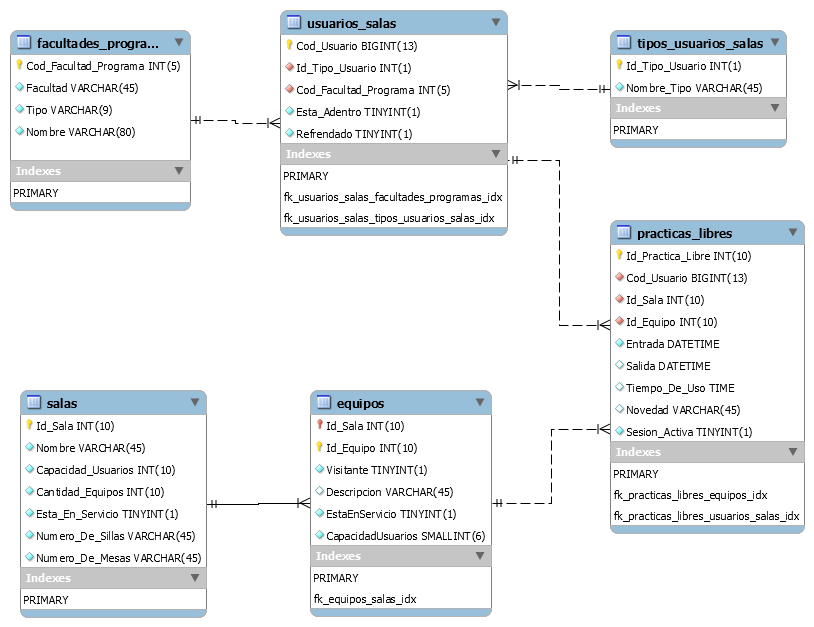 facultades_progra...
Cod_Facultad_Programa INT(5)
Facultad VARCHAR(45)
Tipo VARCHAR(9)
Nombre VARCHAR(80)
Indexes
PRIMARY
usuarios_salas
Cod_Usuario BIGINT(13)
Id_Tipo_Usuario INT(1)
Cod_Facultad_Programa INT(5)
Esta_Adentro TINYINT(1)
Refrendado TINYINT(1)
Indexes
PRIMARY
fk_usuarios_salas_facultades_programas_idx
fk_usuarios_salas_tipos_usuarios_salas_idx
tipos_usuarios_salas
Id_Tipo_Usuario INT(1)
Nombre_Tipo VARCHAR(45)
Indexes
PRIMARY
practicas_libres
Id_Practica_Libre INT(10)
Cod_Usuario BIGINT(13)
Id_Sala INT(10)
Id_Equipo INT(10)
Entrada DATETIME
Salida DATETIME
Tiempo_De_Uso TIME
Novedad VARCHAR(45)
Sesion_Activa TINYINT(1)
Indexes
PRIMARY
fk_practicas_libres_equipos_idx
fk_practicas_libres_usuarios_salas_idx
salas
Id_Sala INT(10)
Nombre VARCHAR(45)
Capacidad_Usuarios INT(10)
Cantidad_Equipos INT(10)
Esta_En_Servicio TINYINT(1)
Numero_De_Sillas VARCHAR(45)
Numero_De_Mesas VARCHAR(45)
Indexes
PRIMARY
equipos
Id_Sala INT(10)
Id_Equipo INT(10)
Visitante TINYINT(1)
Descripcion VARCHAR(45)
EstaEnServicio TINYINT(1)
CapacidadUsuarios SMALLINT(6)
Indexes
PRIMARY
fk_equipos_salas_idx